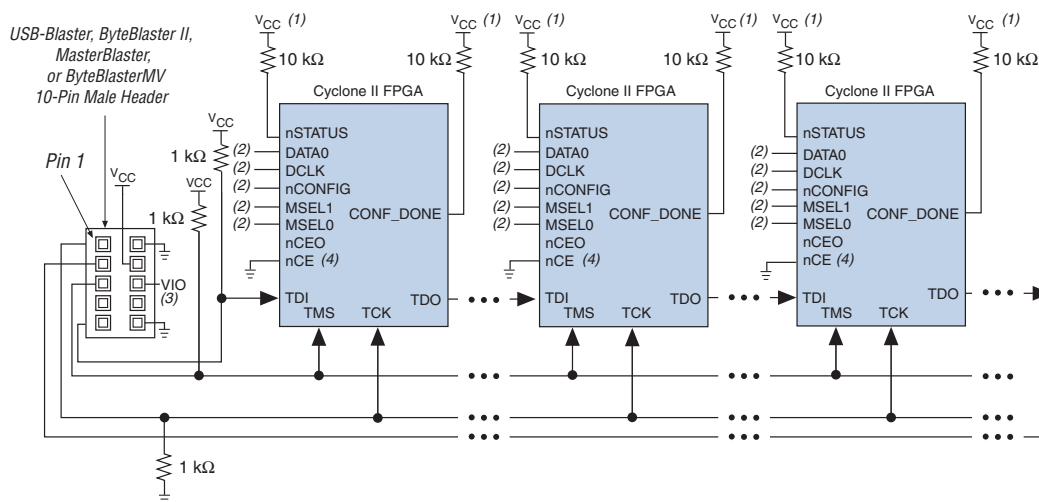 USB-Blaster, ByteBlaster II,
MasterBlaster,
or ByteBlasterMV
10-Pin Male Header
Pin 1
VCC
VCC
1 kΩ
VCC
1 kΩ
VIO
(3)
1 kΩ
VCC (1)
10 kΩ
VCC (1)
10 kΩ
Cyclone II FPGA
nSTATUS
(2) DATA0
(2) DCLK
(2) nCONFIG
(2) MSEL1
(2) MSEL0
CONF_DONE
nCEO
nCE (4)
TDI
TDO
TMS
TCK
VCC (1)
10 kΩ
VCC (1)
10 kΩ
Cyclone II FPGA
nSTATUS
(2) DATA0
(2) DCLK
(2) nCONFIG
(2) MSEL1
(2) MSEL0
CONF_DONE
nCEO
nCE (4)
TDI
TDO
TMS
TCK
VCC (1)
10 kΩ
VCC (1)
10 kΩ
Cyclone II FPGA
nSTATUS
(2) DATA0
(2) DCLK
(2) nCONFIG
(2) MSEL1
(2) MSEL0
CONF_DONE
nCEO
nCE (4)
TDI
TDO
TMS
TCK